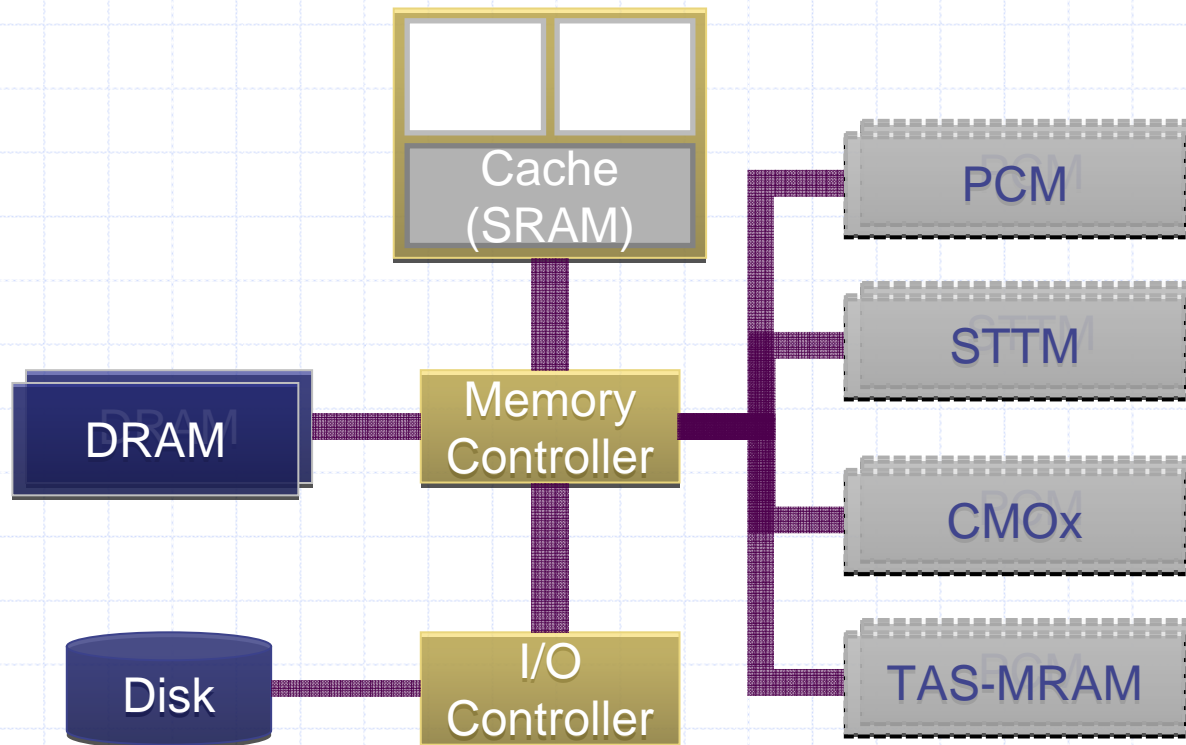 Cache
(SRAM)
PCM
STTM
Memory
Controller
DRAM
CMOx
I/O
Controller
Disk
TAS-MRAM